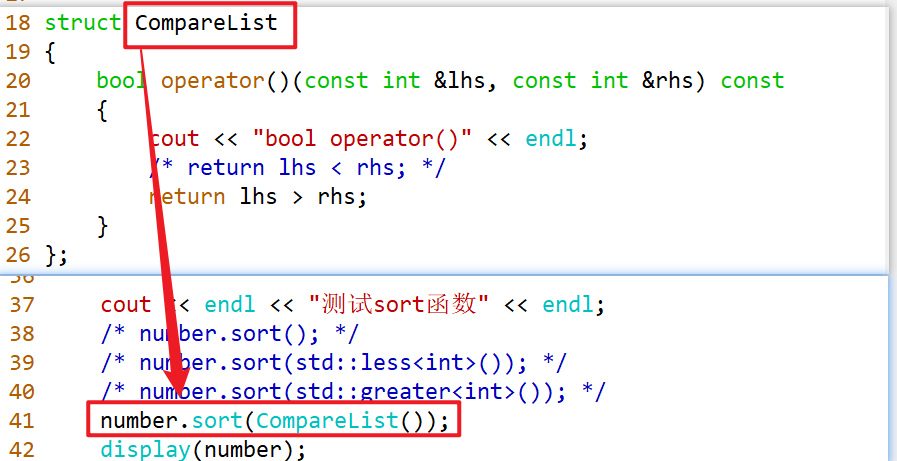 18 struct CompareList
19 {
20     bool operator()(const int &lhs, const int &rhs) const
21     {
22         cout << "bool operator()" << endl;
23         /* return lhs < rhs; */
24         return lhs > rhs;
25     }
26 };
36
37     cout << endl << "测试sort函数" << endl;
38     /* number.sort(); */
39     /* number.sort(std::less<int>()); */
40     /* number.sort(std::greater<int>()); */
41     number.sort(CompareList());
42     display(number);